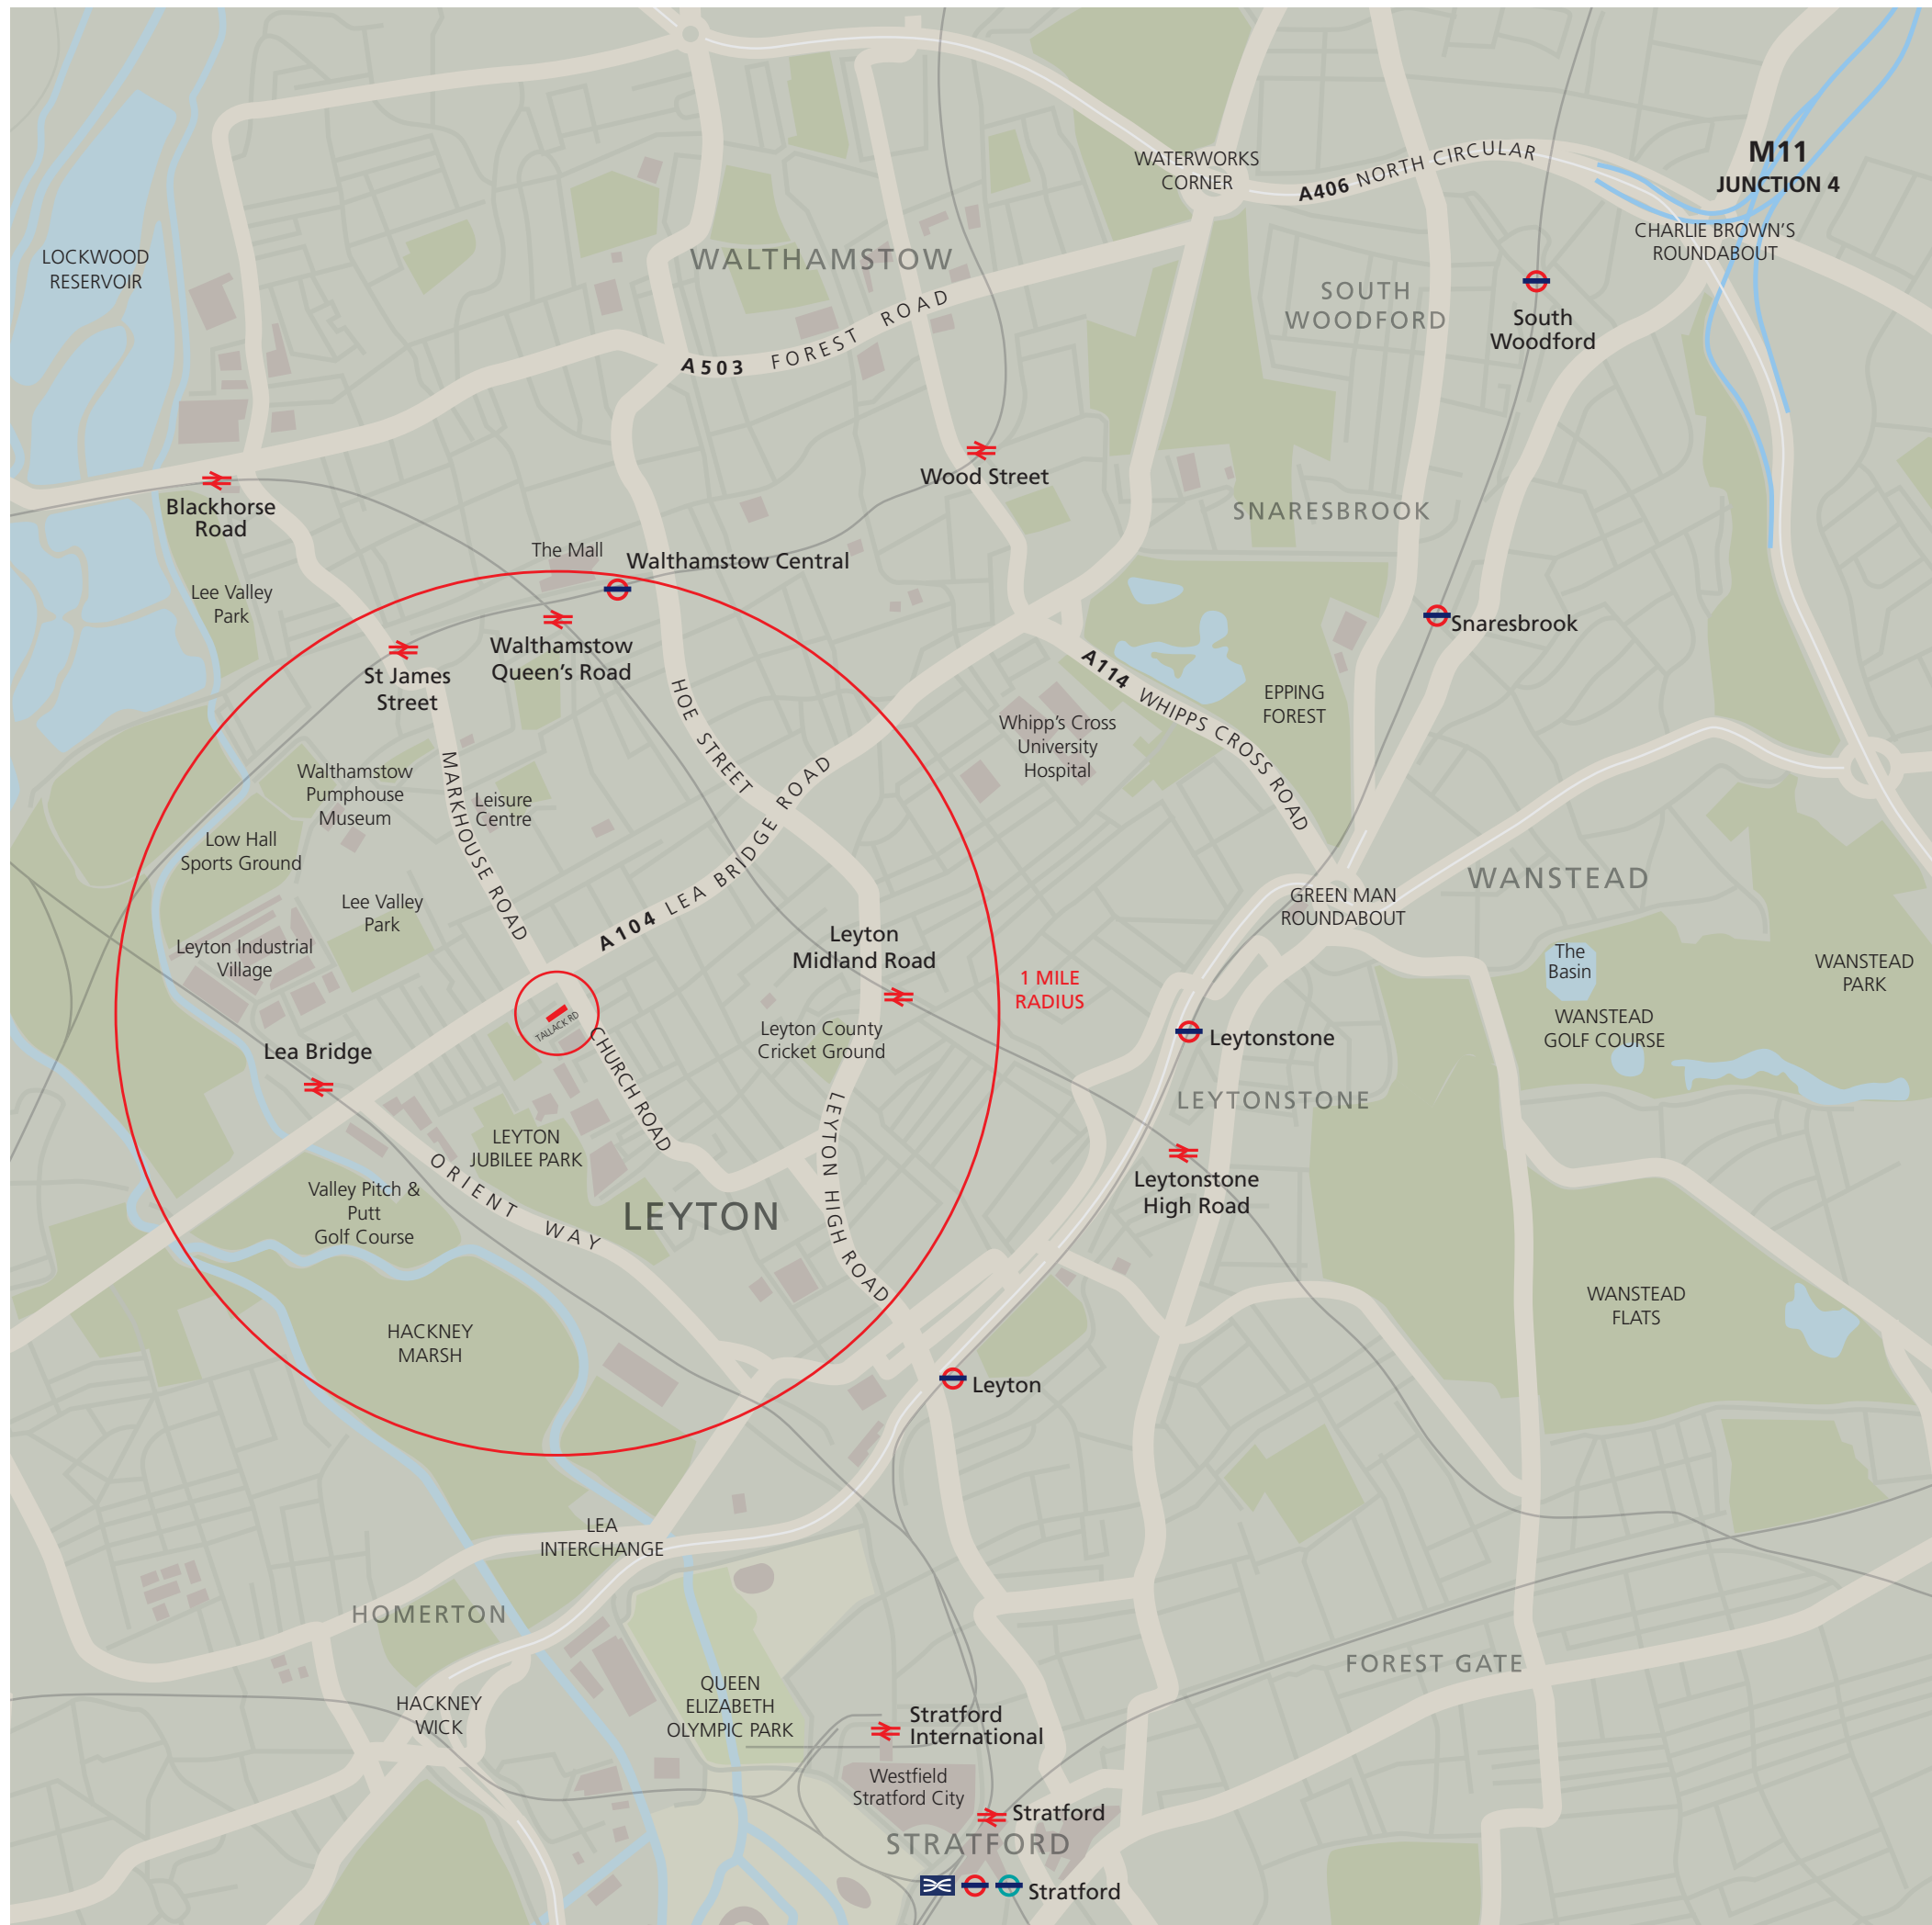 M11
JUNCTION 4
WATERWORKS
CORNER
A406 NORTH CIRCULAR
CHARLIE BROWN'S
ROUNDABOUT
LOCKWOOD
RESERVOIR
WALTHAMSTOW
SOUTH
WOODFORD
South
Woodford
A503 FOREST ROAD
Wood Street
Blackhorse
Road
SNARESBROOK
The Mall
Walthamstow Central
Lee Valley
Park
Snaresbrook
Walthamstow
Queen's Road
St James
Street
A114 WHIPPS CROSS ROAD
EPPING
FOREST
HOE STREET
Whipp's Cross
University
Hospital
Walthamstow
Pumphouse
Museum
MARKHOUSE ROAD
Leisure
Centre
Low Hall
Sports Ground
A104 LEA BRIDGE ROAD
WANSTEAD
GREEN MAN
ROUNDABOUT
Lee Valley
Park
Leyton Industrial
Village
Leyton
Midland Road
1 MILE
RADIUS
The
Basin
WANSTEAD
PARK
TALLACK RD
Leyton County
Cricket Ground
Leytonstone
WANSTEAD
GOLF COURSE
Lea Bridge
CHURCH ROAD
LEYTONSTONE
LEYTON
JUBILEE PARK
LEYTON HIGH ROAD
ORIENT WAY
Valley Pitch &
Putt
Golf Course
LEYTON
Leytonstone
High Road
WANSTEAD
FLATS
HACKNEY
MARSH
Leyton
LEA
INTERCHANGE
HOMERTON
FOREST GATE
HACKNEY
WICK
QUEEN
ELIZABETH
OLYMPIC PARK
Stratford
International
Westfield
Stratford City
Stratford
STRATFORD
Stratford